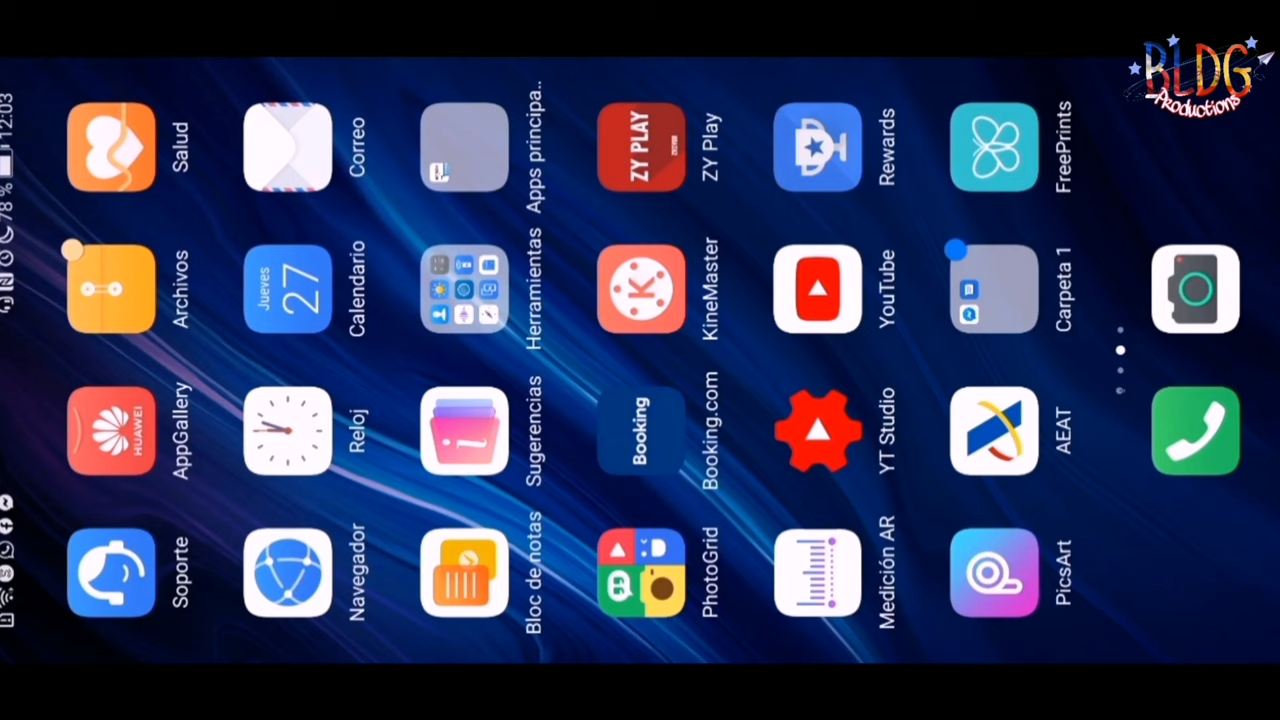 BLDG
Productions
78 % 12:03
HUAWEI
Soporte AppGallery Archivos Salud
Jueves
27
Navegador Reloj Calendario Correo
Bloc de notas Sugerencias Herramientas Apps principa..
Booking ZY PLAY
PhotoGrid Booking.com KineMaster ZY Play
Medición AR YT Studio YouTube Rewards
PicsArt AEAT Carpeta 1 FreePrints